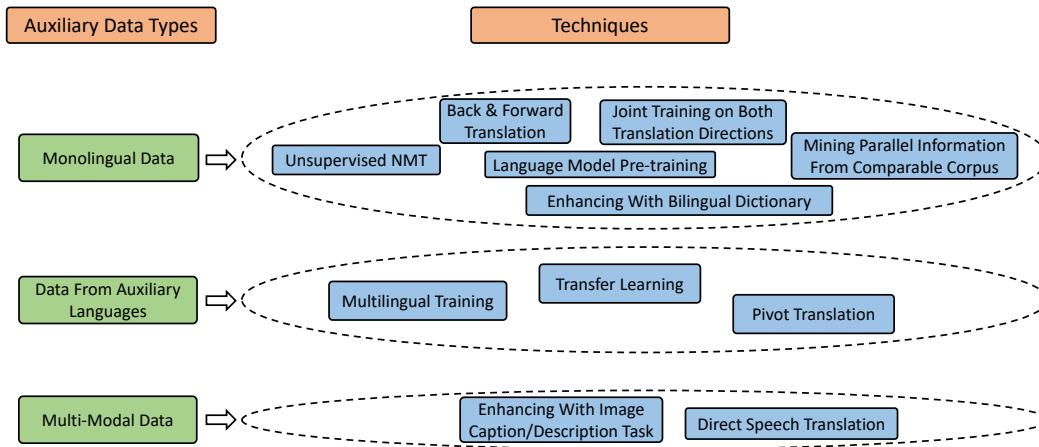 Auxiliary Data Types
Techniques
Monolingual Data
Back & Forward
Translation
Joint Training on Both
Translation Directions
Unsupervised NMT
Language Model Pre-training
Mining Parallel Information
From Comparable Corpus
Enhancing With Bilingual Dictionary
Data From Auxiliary
Languages
Multilingual Training
Transfer Learning
Pivot Translation
Multi-Modal Data
Enhancing With Image
Caption/Description Task
Direct Speech Translation